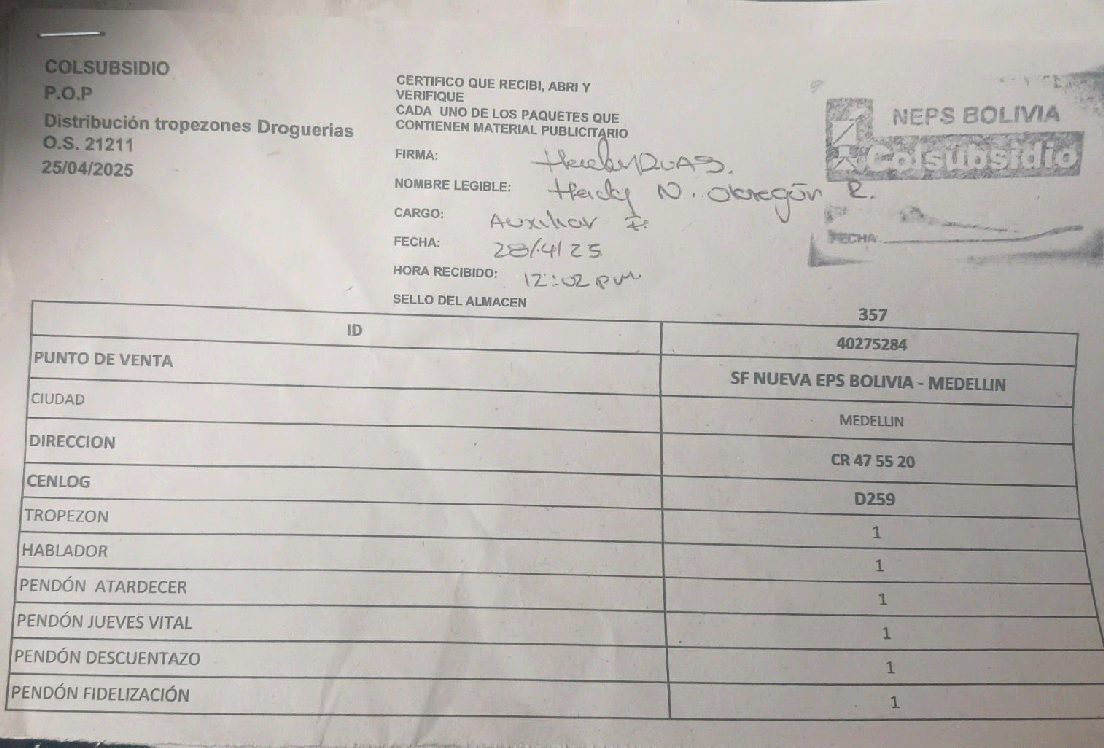 COLSUBSIDIO
P.O.P
Distribución tropezones Droguerias
O.S. 21211
25/04/2025
CERTIFICO QUE RECIBI, ABRI Y
VERIFIQUE
CADA UNO DE LOS PAQUETES QUE
CONTIENEN MATERIAL PUBLICITARIO
FIRMA:
NOMBRE LEGIBLE: Heidy N. Obregón R.
CARGO: Auxiliar I.
FECHA: 28/4/25
HORA RECIBIDO: 12:02 pm
SELLO DEL ALMACEN
NEPS BOLIVIA
Colsubsidio
FECHA:
357
ID 40275284
PUNTO DE VENTA SF NUEVA EPS BOLIVIA - MEDELLIN
CIUDAD MEDELLIN
DIRECCION CR 47 55 20
CENLOG D259
TROPEZON 1
HABLADOR 1
PENDÓN ATARDECER 1
PENDÓN JUEVES VITAL 1
PENDÓN DESCUENTAZO 1
PENDÓN FIDELIZACIÓN 1